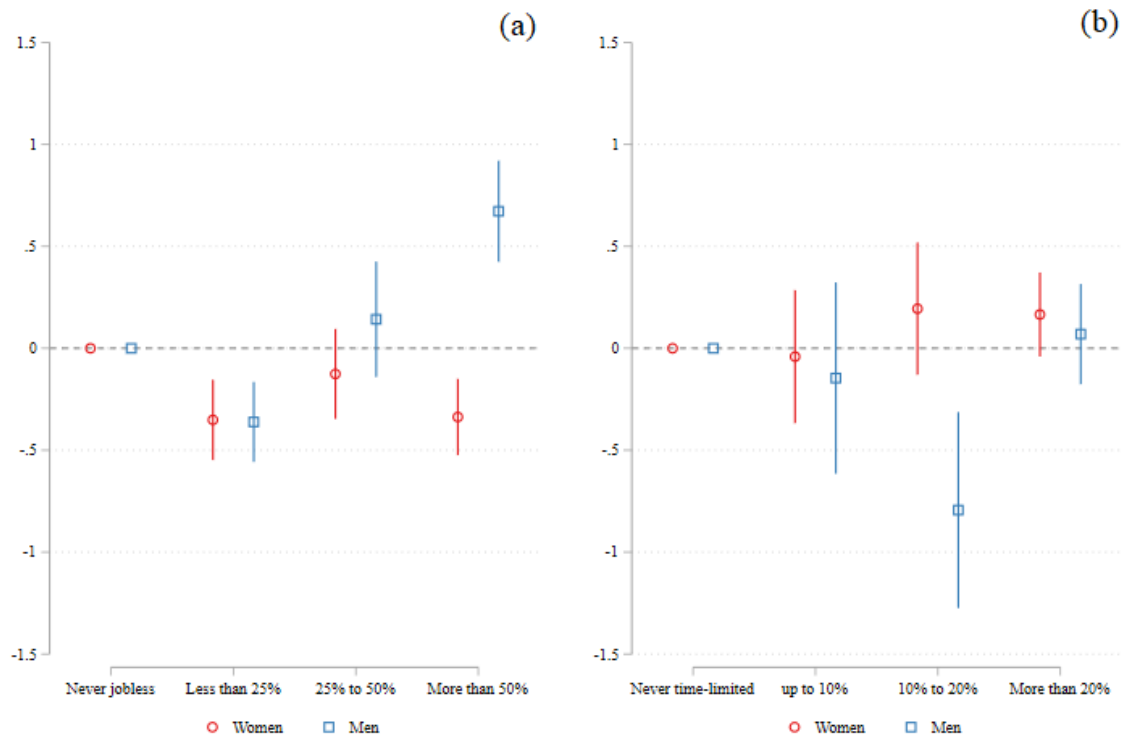 (a)
1.5
1
.5
0
-.5
-1
-1.5
Never jobless Less than 25% 25% to 50% More than 50%
Women Men
(b)
1.5
1
.5
0
-.5
-1
-1.5
Never time-limited up to 10% 10% to 20% More than 20%
Women Men